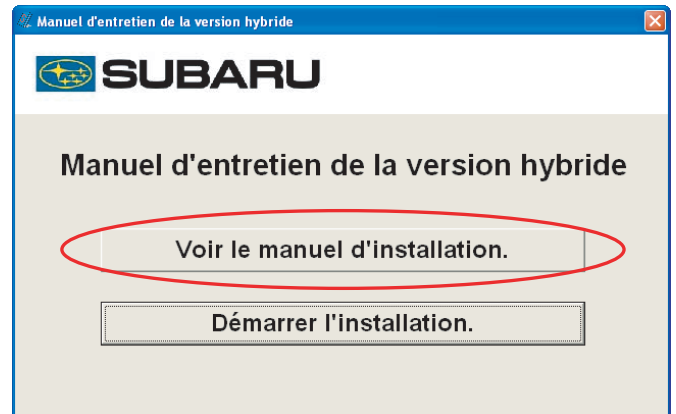 Manuel d'entretien de la version hybride
SUBARU
Manuel d'entretien de la version hybride
Voir le manuel d'installation.
Démarrer l'installation.